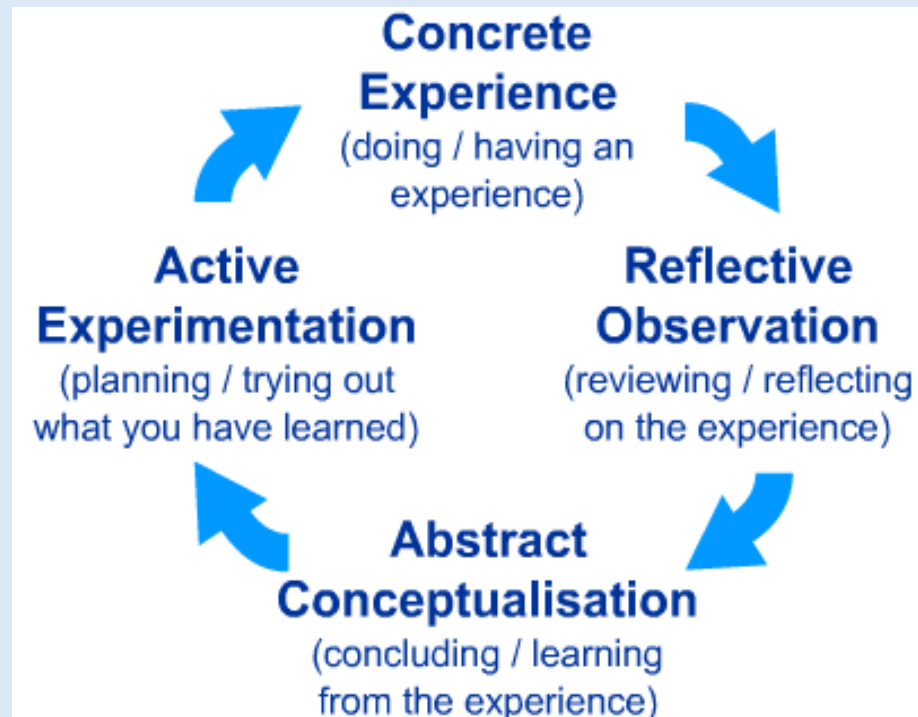 Concrete
Experience
(doing / having an
experience)
Reflective
Observation
(reviewing / reflecting
on the experience)
Abstract
Conceptualisation
(concluding / learning
from the experience)
Active
Experimentation
(planning / trying out
what you have learned)